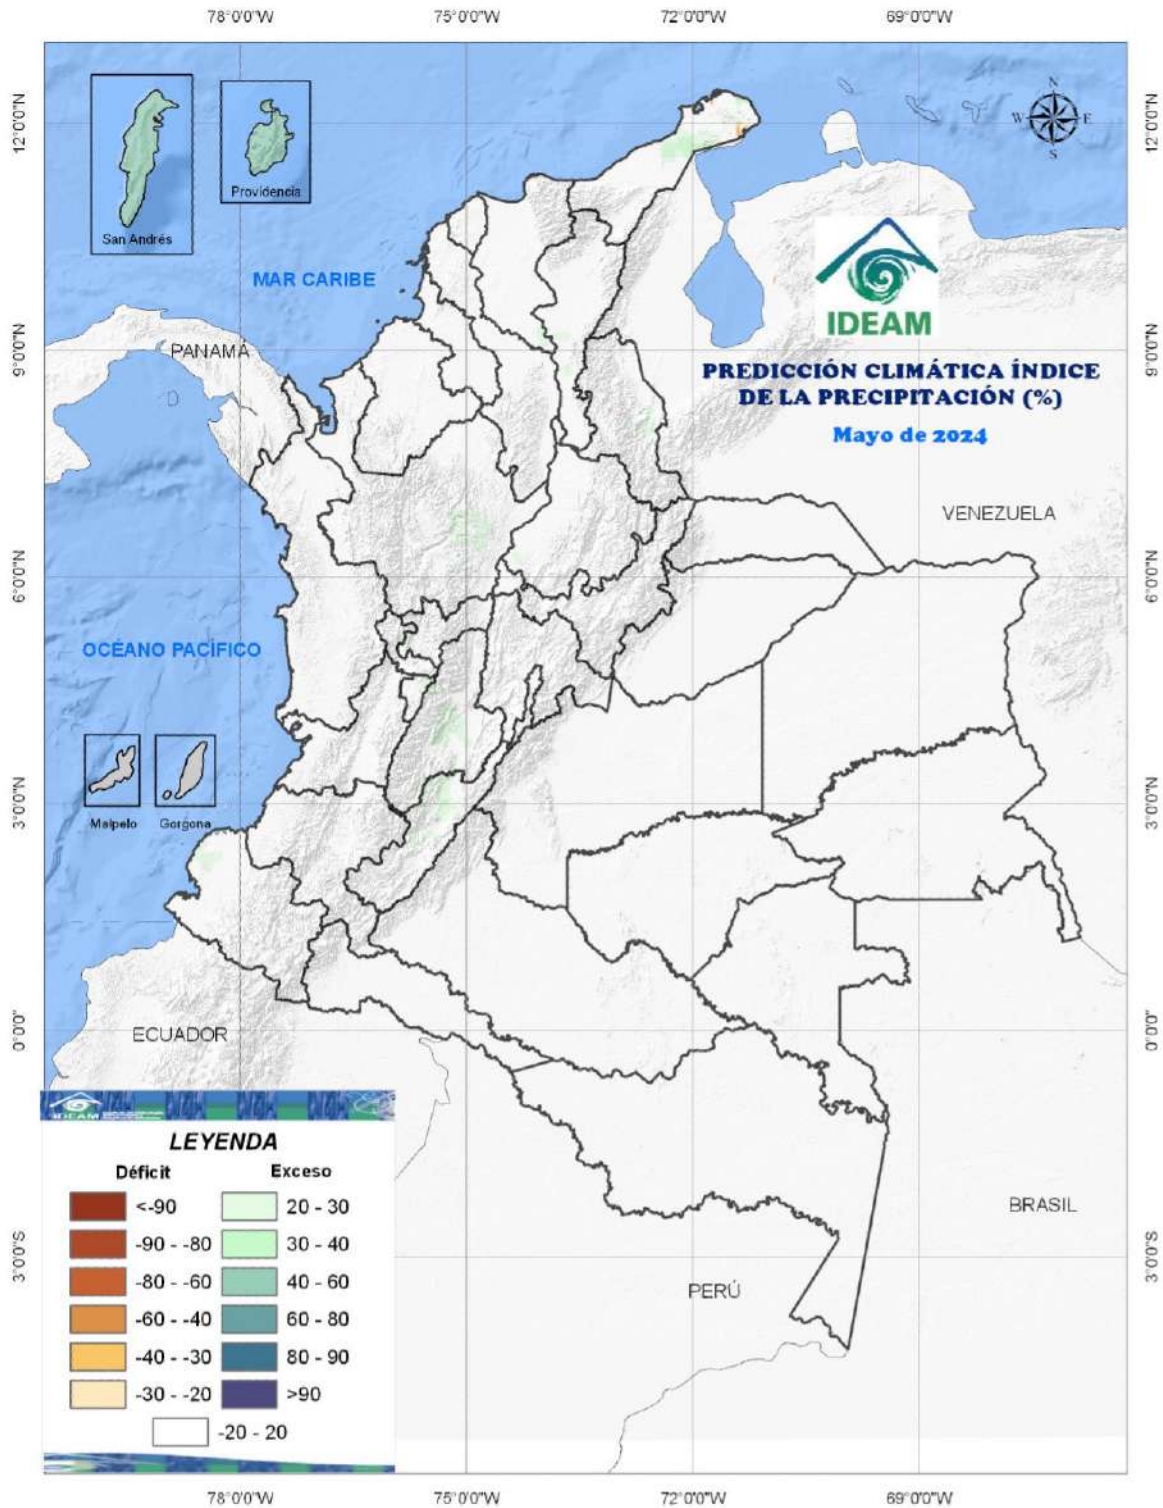 78°0'0"W 75°0'0"W 72°0'0"W 69°0'0"W
12°0'0"N
12°0'0"N
N
W E
S
San Andrés
Providencia
MAR CARIBE
IDEAM
9°0'0"N
9°0'0"N
PANAMÁ
PREDICCIÓN CLIMÁTICA ÍNDICE
DE LA PRECIPITACIÓN (%)
Mayo de 2024
VENEZUELA
6°0'0"N
6°0'0"N
OCÉANO PACÍFICO
Malpelo
Gorgona
3°0'0"N
3°0'0"N
0°0'0"
0°0'0"
ECUADOR
BRASIL
PERÚ
3°0'0"S
3°0'0"S
IDEAM
LEYENDA
Déficit Exceso
<-90 20 - 30
-90 - -80 30 - 40
-80 - -60 40 - 60
-60 - -40 60 - 80
-40 - -30 80 - 90
-30 - -20 >90
-20 - 20
78°0'0"W 75°0'0"W 72°0'0"W 69°0'0"W